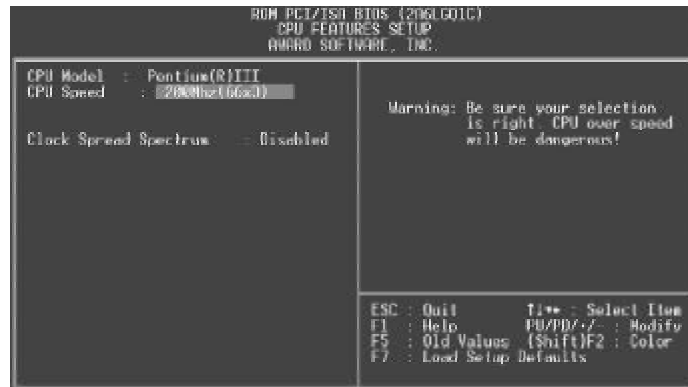 ROM PCI/ISA BIOS (2A6LGQ1C)
CPU FEATURES SETUP
AWARD SOFTWARE, INC.
CPU Model : Pentium(R)III
CPU Speed : (66x3)
Clock Spread Spectrum : Disabled
Warning: Be sure your selection
is right. CPU over speed
will be dangerous!
ESC : Quit ↑↓→← : Select Item
F1 : Help PU/PD/+/- : Modify
F5 : Old Values (Shift)F2 : Color
F7 : Load Setup Defaults